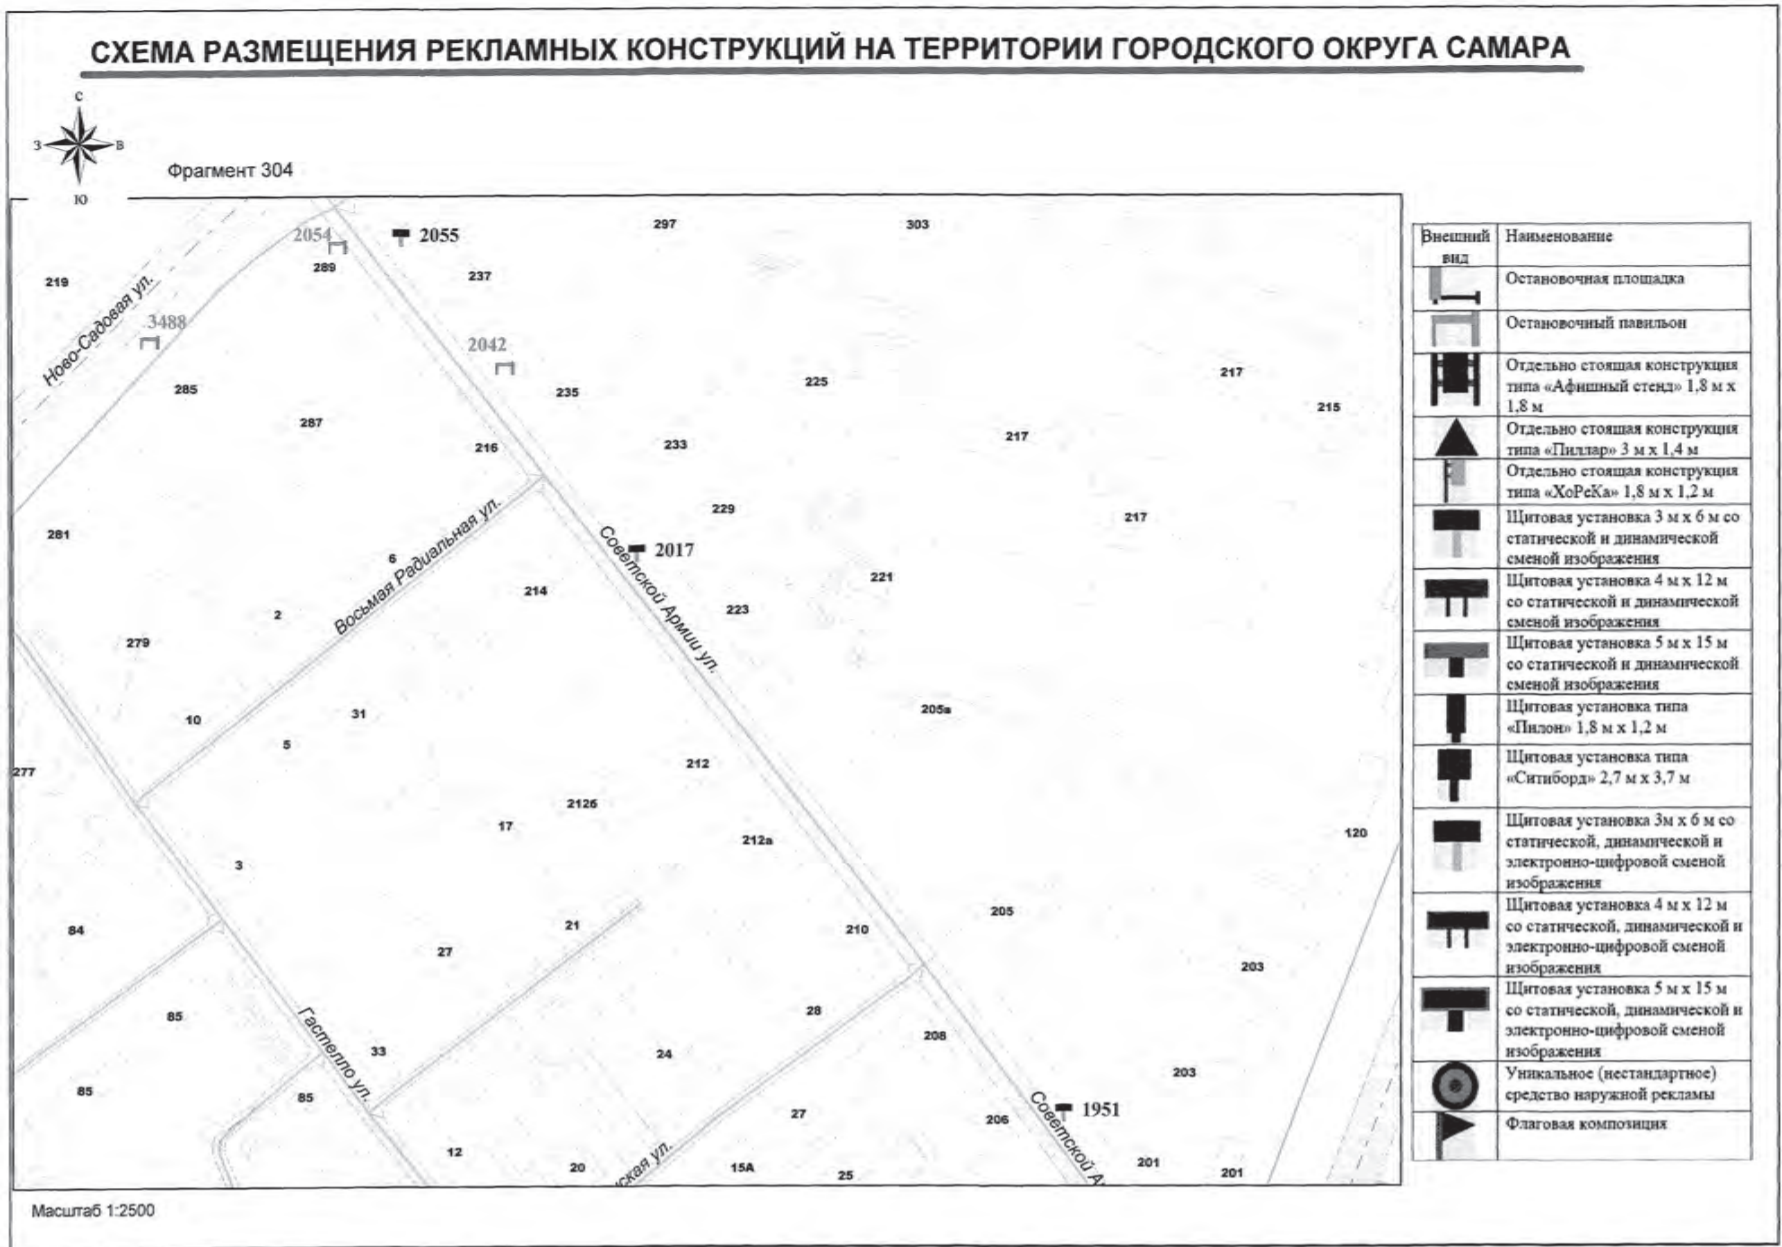 СХЕМА РАЗМЕЩЕНИЯ РЕКЛАМНЫХ КОНСТРУКЦИЙ НА ТЕРРИТОРИИ ГОРОДСКОГО ОКРУГА САМАРА
С
З В
Ю
Фрагмент 304
2054
2055
297
303
289
237
219
Ново-Садовая ул.
3488
2042
285
235
225
217
215
287
216
233
217
229
217
281
Восьмая Радиальная ул.
6
Советской Армии ул.
2017
214
221
223
2
279
10
31
205в
5
277
212
212б
17
212а
120
3
205
84
21
210
27
203
85
Гастелло ул.
28
208
33
24
203
85
85
27
206
Советской А
1951
12
20
ская ул.
15А
25
201
201
Внешний вид
Наименование
Остановочная площадка
Остановочный павильон
Отдельно стоящая конструкция
типа «Афишный стенд» 1,8 м х
1,8 м
Отдельно стоящая конструкция
типа «Пиллар» 3 м х 1,4 м
Отдельно стоящая конструкция
типа «ХоРеКа» 1,8 м х 1,2 м
Щитовая установка 3 м х 6 м со
статической и динамической
сменой изображения
Щитовая установка 4 м х 12 м
со статической и динамической
сменой изображения
Щитовая установка 5 м х 15 м
со статической и динамической
сменой изображения
Щитовая установка типа
«Пилон» 1,8 м х 1,2 м
Щитовая установка типа
«Ситиборд» 2,7 м х 3,7 м
Щитовая установка 3м х 6 м со
статической, динамической и
электронно-цифровой сменой
изображения
Щитовая установка 4 м х 12 м
со статической, динамической и
электронно-цифровой сменой
изображения
Щитовая установка 5 м х 15 м
со статической, динамической и
электронно-цифровой сменой
изображения
Уникальное (нестандартное)
средство наружной рекламы
Флаговая композиция
Масштаб 1:2500